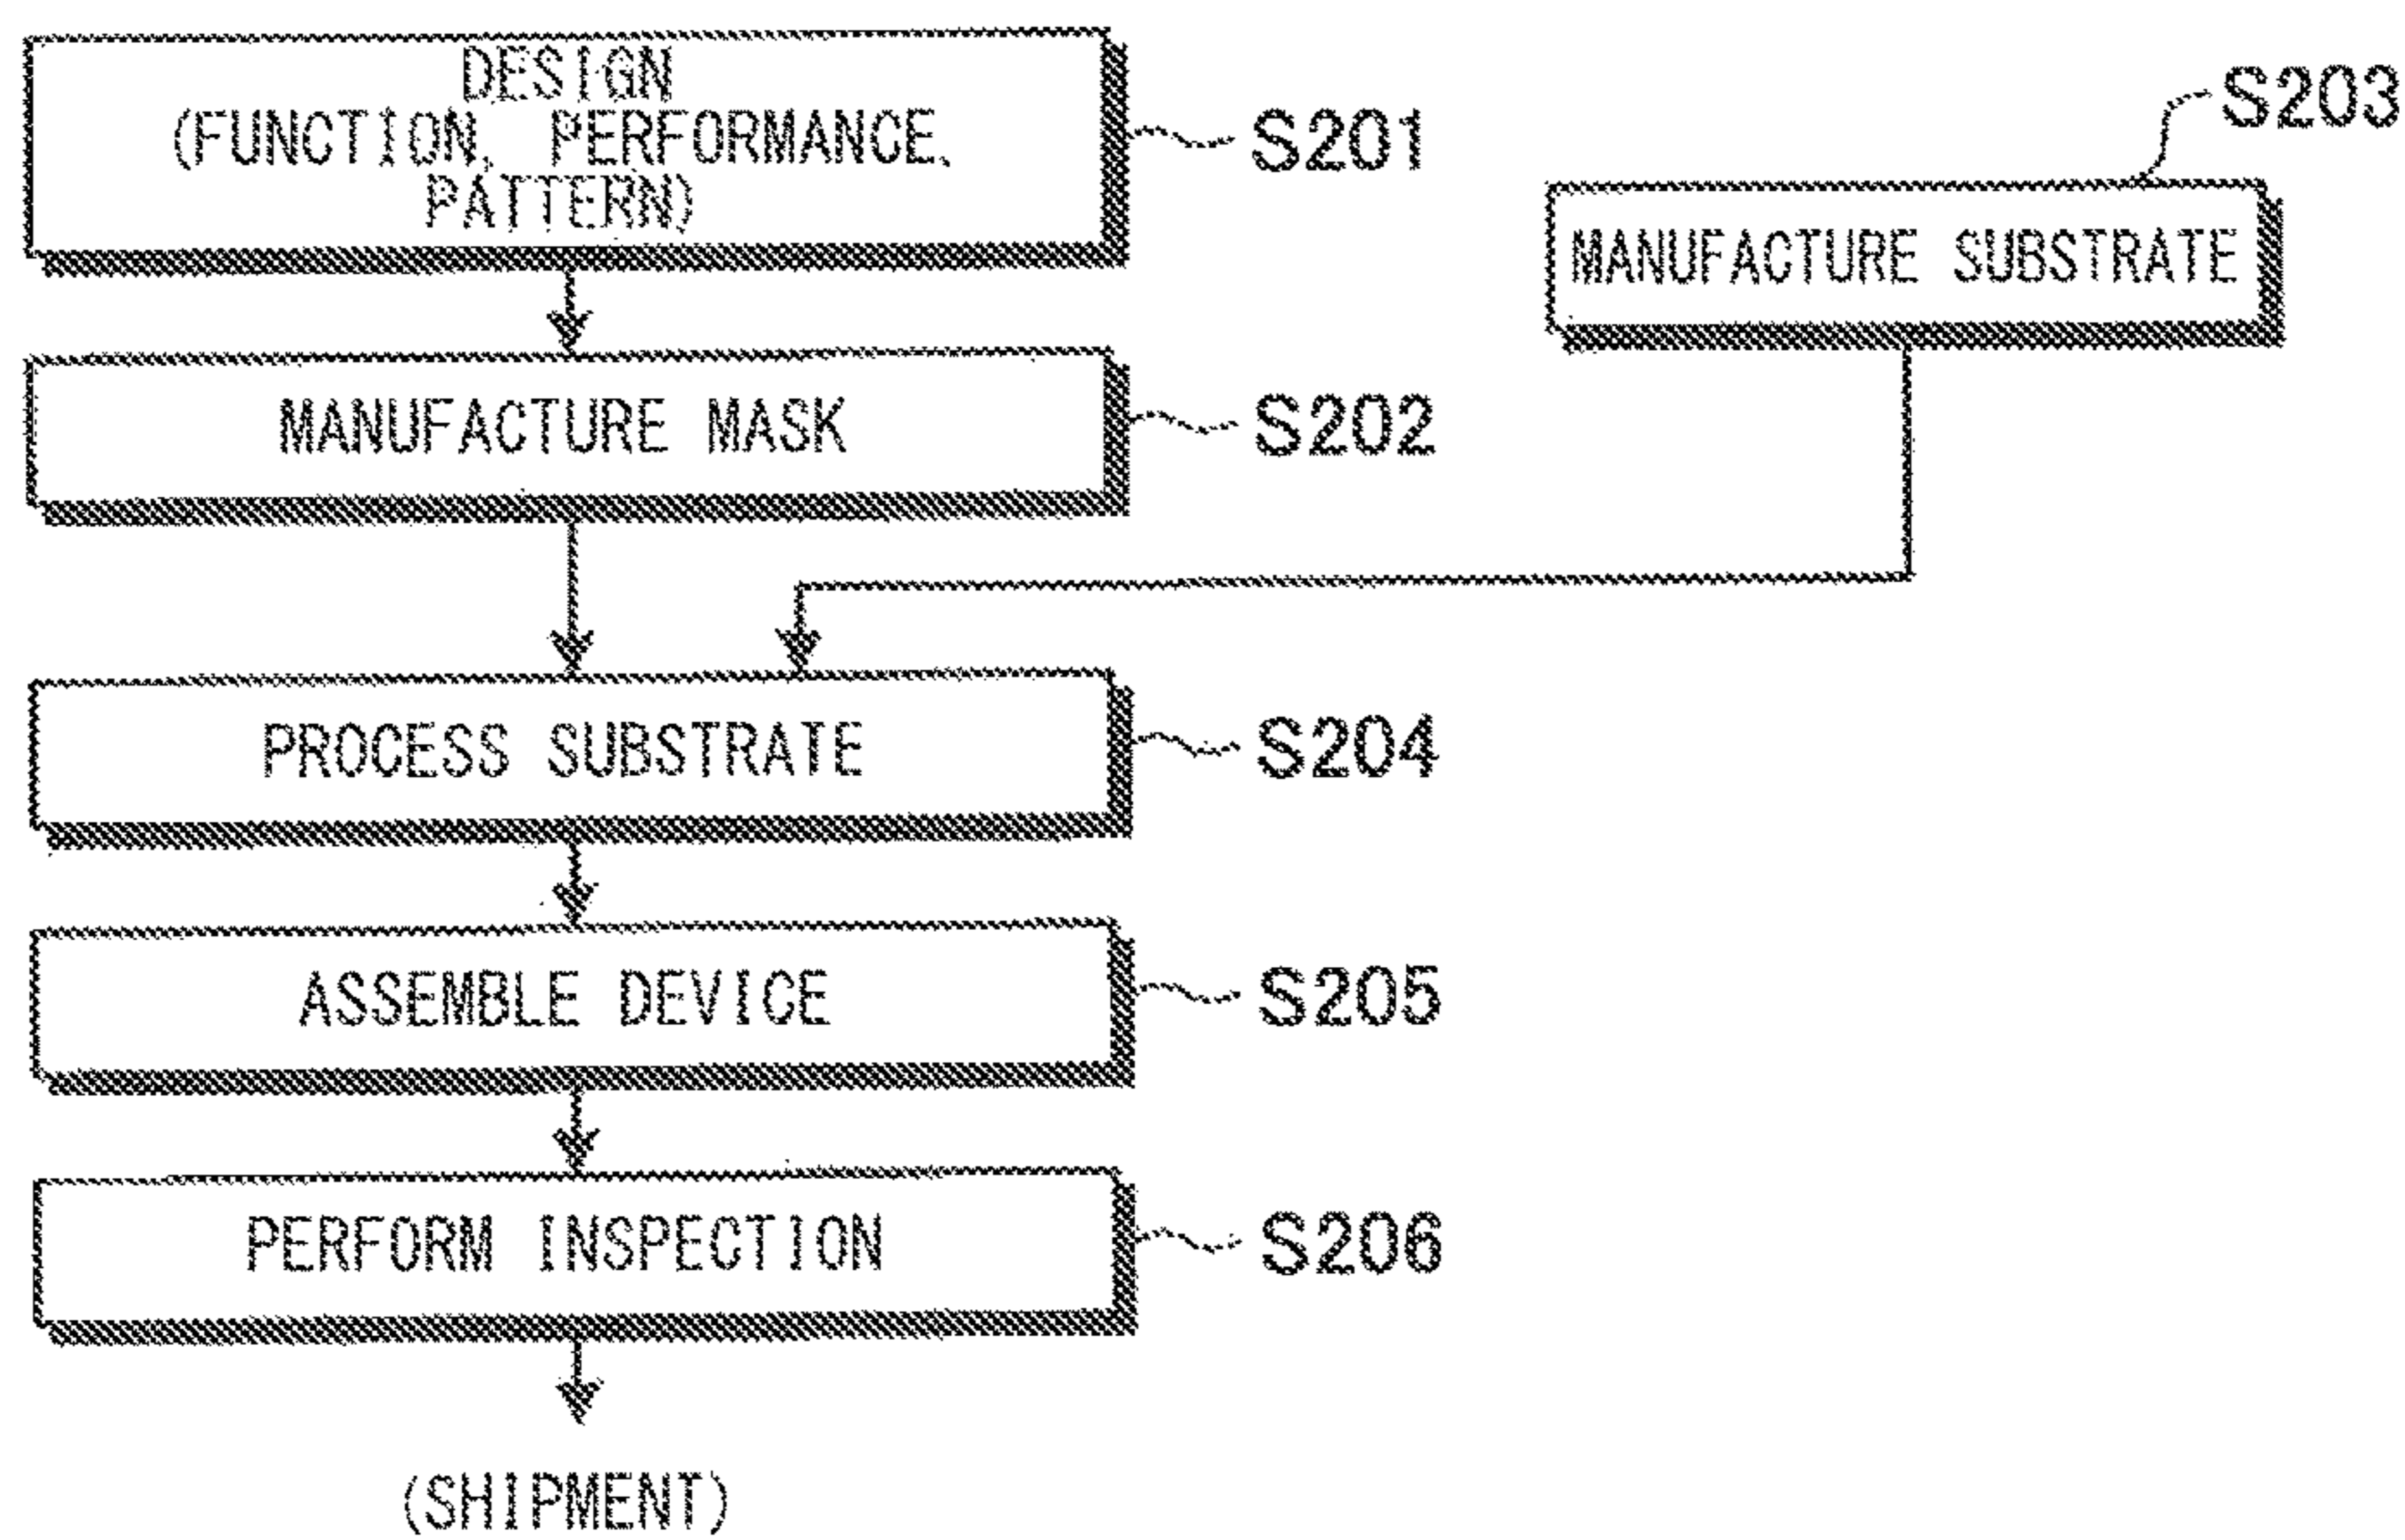 DESIGN
(FUNCTION, PERFORMANCE,
PATTERN)
S201
S203
MANUFACTURE SUBSTRATE
MANUFACTURE MASK
S202
PROCESS SUBSTRATE
S204
ASSEMBLE DEVICE
S205
PERFORM INSPECTION
S206
(SHIPMENT)